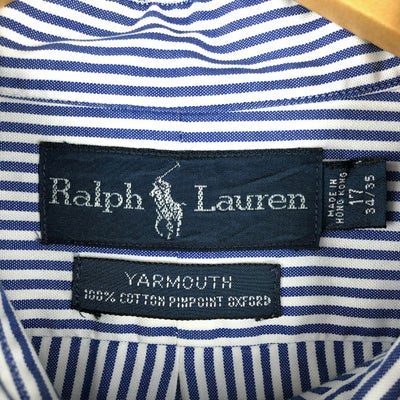 Ralph Lauren
MADE IN
HONG KONG
17
34/35
YARMOUTH
100% COTTON PINPOINT OXFORD